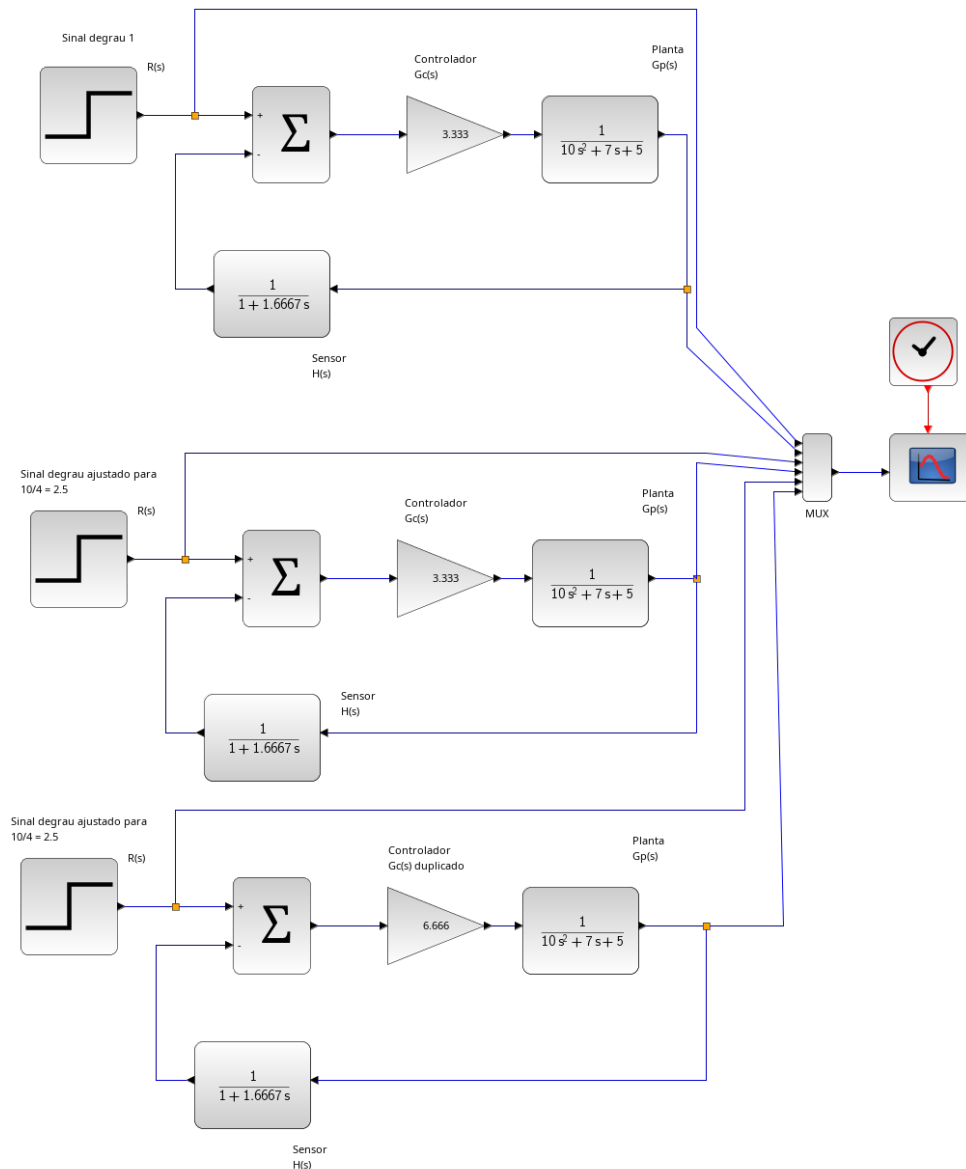 Sinal degrau 1
R(s)
+
-
Σ
Controlador
Gc(s)
3.333
Planta
Gp(s)
1
10 s² + 7 s + 5
1
1 + 1.6667 s
Sensor
H(s)
Sinal degrau ajustado para
10/4 = 2.5
R(s)
+
-
Σ
Controlador
Gc(s)
3.333
Planta
Gp(s)
1
10 s² + 7 s + 5
MUX
Sensor
H(s)
1
1 + 1.6667 s
Sinal degrau ajustado para
10/4 = 2.5
R(s)
+
-
Σ
Controlador
Gc(s) duplicado
6.666
Planta
Gp(s)
1
10 s² + 7 s + 5
1
1 + 1.6667 s
Sensor
H(s)